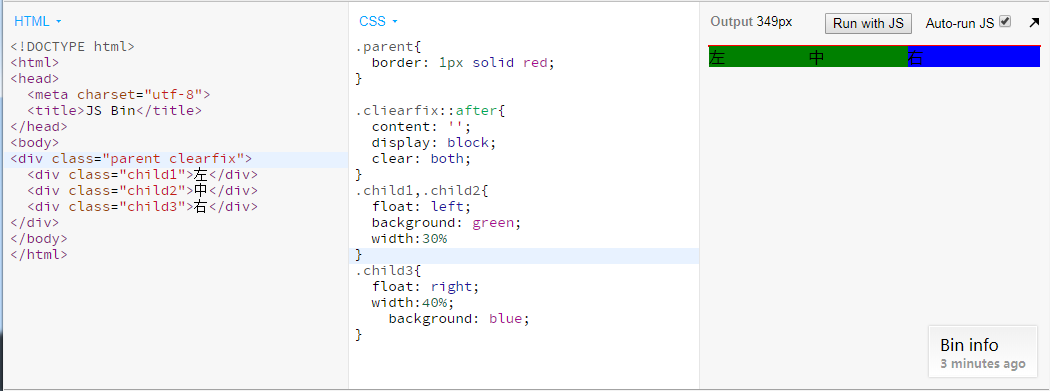 HTML
<!DOCTYPE html>
<html>
<head>
  <meta charset="utf-8">
  <title>JS Bin</title>
</head>
<body>
<div class="parent clearfix">
  <div class="child1">左</div>
  <div class="child2">中</div>
  <div class="child3">右</div>
</div>
</body>
</html>
CSS
.parent{
  border: 1px solid red;
}

.cliearfix::after{
  content: '';
  display: block;
  clear: both;
}
.child1,.child2{
  float: left;
  background: green;
  width:30%
}
.child3{
  float: right;
  width:40%;
    background: blue;
}
Output 349px
Run with JS
Auto-run JS
左 中 右
Bin info
3 minutes ago